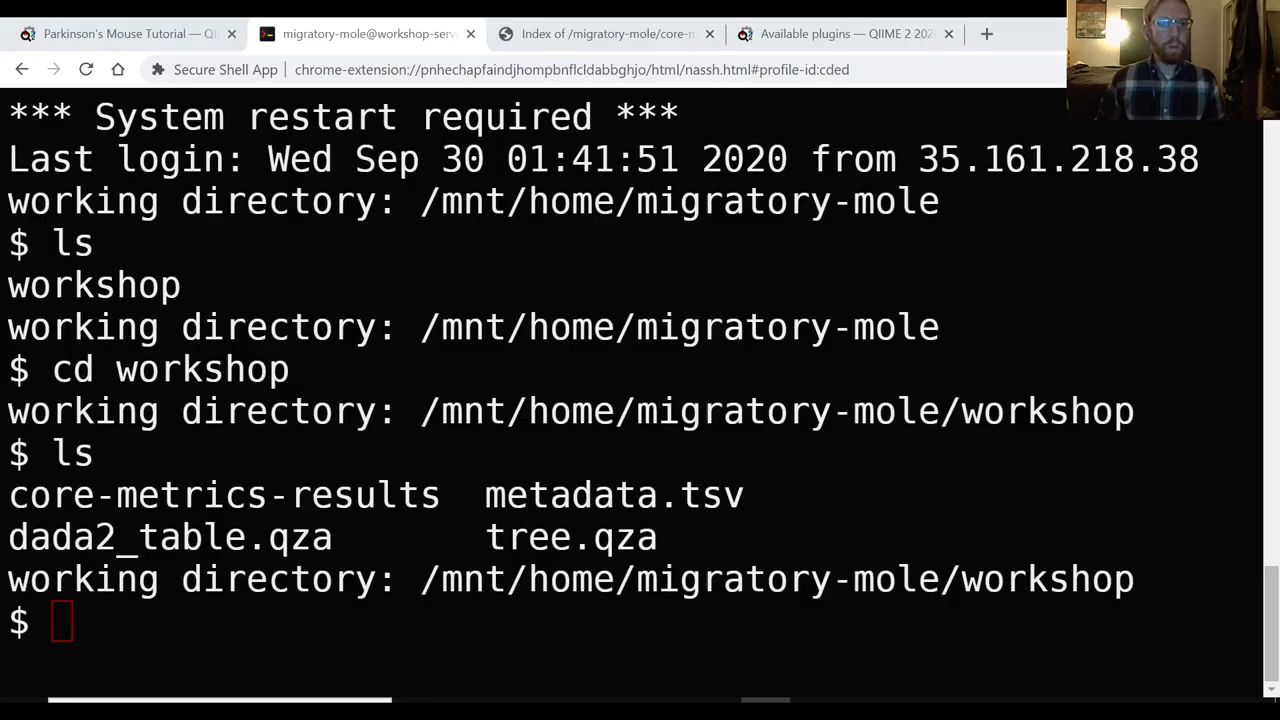 Parkinson's Mouse Tutorial — QI
migratory-mole@workshop-serv
Index of /migratory-mole/core-m
Available plugins — QIIME 2 202
Secure Shell App
chrome-extension://pnhechapfaindjhompbnflcldabbghjo/html/nassh.html#profile-id:cded
*** System restart required ***
Last login: Wed Sep 30 01:41:51 2020 from 35.161.218.38
working directory: /mnt/home/migratory-mole
$ ls
workshop
working directory: /mnt/home/migratory-mole
$ cd workshop
working directory: /mnt/home/migratory-mole/workshop
$ ls
core-metrics-results metadata.tsv
dada2_table.qza tree.qza
working directory: /mnt/home/migratory-mole/workshop
$